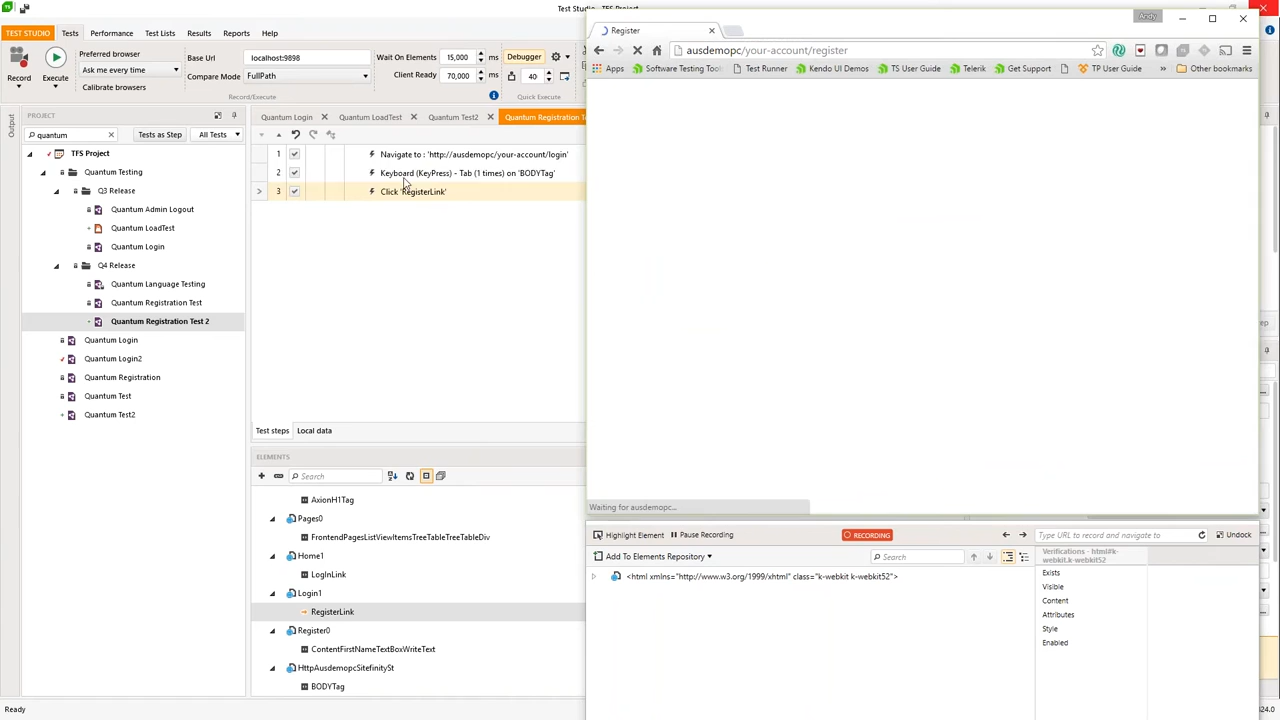 Test Studio - TFS Project
TEST STUDIO
Tests
Performance
Test Lists
Results
Reports
Help
Record
Execute
Preferred browser
Ask me every time
Calibrate browsers
Base Url
localhost:9898
Compare Mode
FullPath
Record/Execute
Wait On Elements
15,000
ms
Client Ready
70,000
ms
Debugger
40
Quick Execute
Output
PROJECT
quantum
Tests as Step
All Tests
TFS Project
Quantum Testing
Q3 Release
Quantum Admin Logout
Quantum LoadTest
Quantum Login
Q4 Release
Quantum Language Testing
Quantum Registration Test
Quantum Registration Test 2
Quantum Login
Quantum Login2
Quantum Registration
Quantum Test
Quantum Test2
Quantum Login
Quantum LoadTest
Quantum Test2
Quantum Registration Te
1
Navigate to : 'http://ausdemopc/your-account/login'
2
Keyboard (KeyPress) - Tab (1 times) on 'BODYTag'
3
Click 'RegisterLink'
Test steps
Local data
ELEMENTS
Search
AxionH1Tag
Pages0
FrontendPagesListViewItemsTreeTableTreeTableDiv
Home1
LogInLink
Login1
RegisterLink
Register0
ContentFirstNameTextBoxWriteText
HttpAusdemopcSitefinitySt
BODYTag
Andy
Register
ausdemopc/your-account/register
Apps
Software Testing Tool
Test Runner
Kendo UI Demos
TS User Guide
Telerik
Get Support
TP User Guide
»
Other bookmarks
Waiting for ausdemopc...
Highlight Element
Pause Recording
RECORDING
Type URL to record and navigate to
Undock
Add To Elements Repository
Search
<html xmlns="http://www.w3.org/1999/xhtml" class="k-webkit k-webkit52">
Verifications - html#k-
webkit.k-webkit52
Exists
Visible
Content
Attributes
Style
Enabled
Ready
824.0